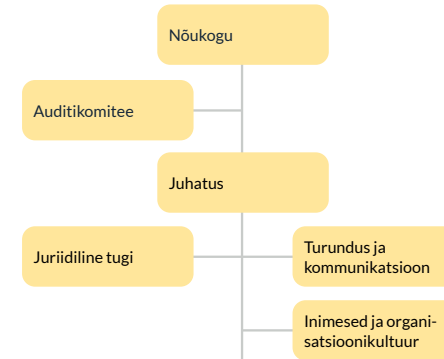 Nõukogu
Auditikomitee
Juhatus
Juriidiline tugi
Turundus ja
kommunikatsioon
Inimesed ja organi-
satsioonikultuur